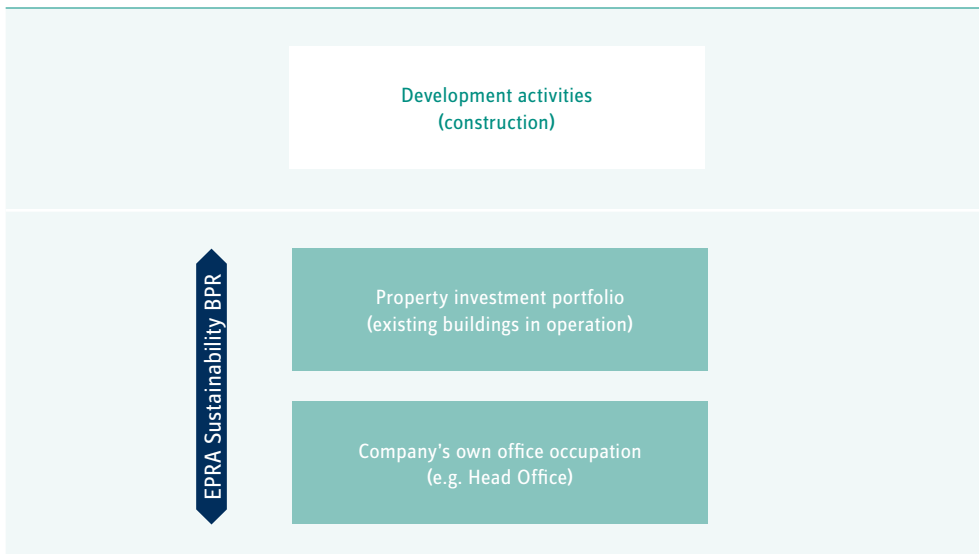 Development activities
(construction)
EPRA Sustainability BPR
Property investment portfolio
(existing buildings in operation)
Company’s own office occupation
(e.g. Head Office)